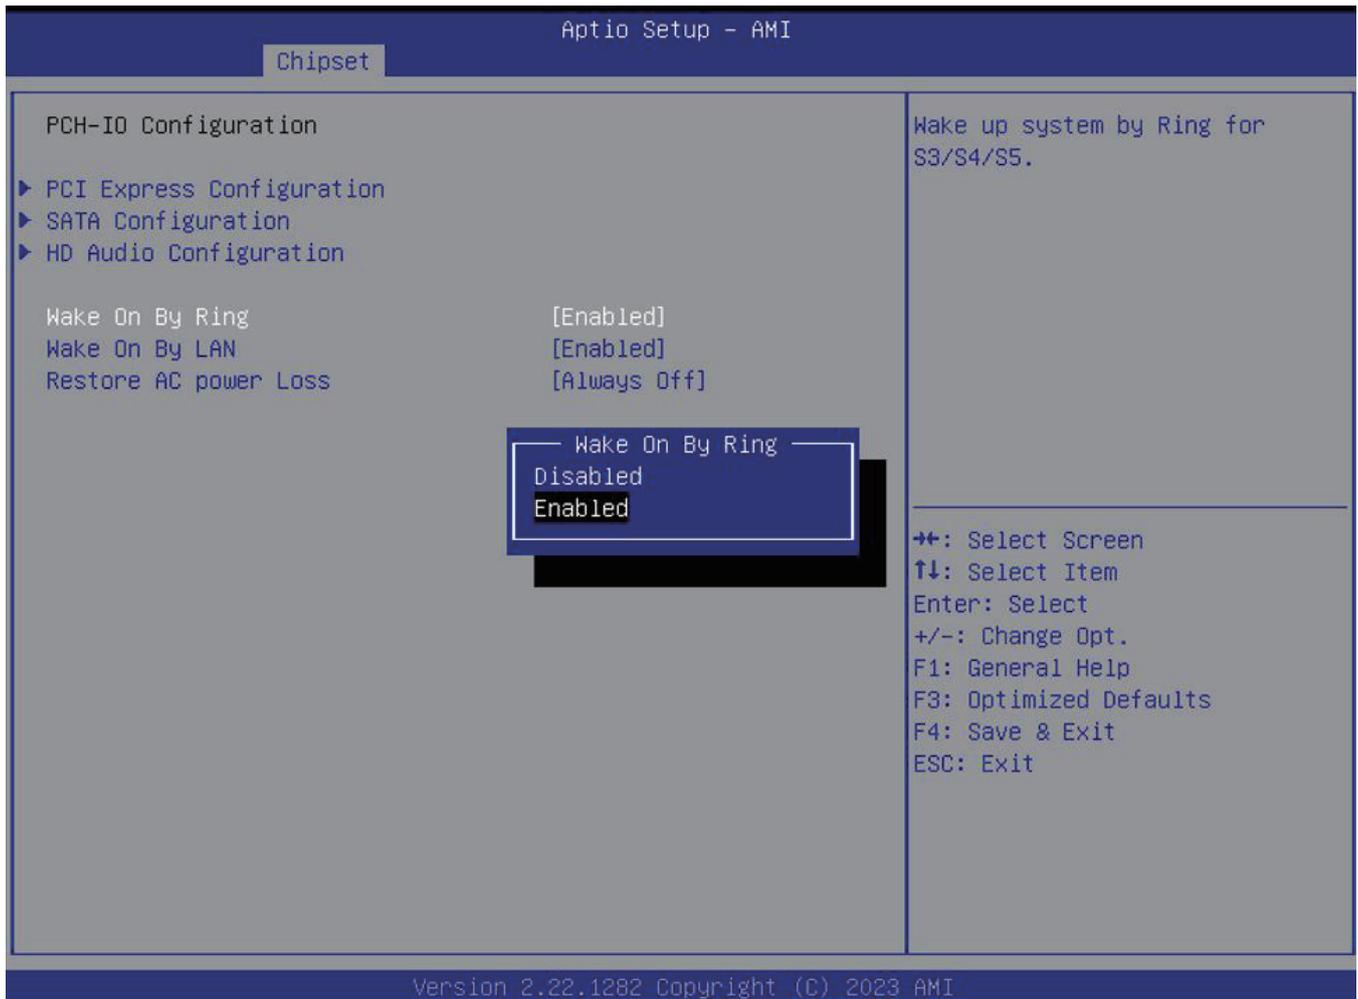 Aptio Setup – AMI
Chipset
PCH-IO Configuration
PCI Express Configuration
SATA Configuration
HD Audio Configuration
Wake On By Ring [Enabled]
Wake On By LAN [Enabled]
Restore AC power Loss [Always Off]
Wake On By Ring
Disabled
Enabled
Wake up system by Ring for
S3/S4/S5.
→←: Select Screen
↑↓: Select Item
Enter: Select
+/-: Change Opt.
F1: General Help
F3: Optimized Defaults
F4: Save & Exit
ESC: Exit
Version 2.22.1282 Copyright (C) 2023 AMI